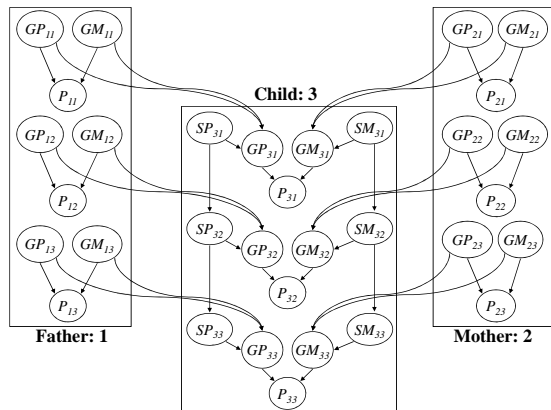 GP11 GM11 GP21 GM21
P11 P21
Child: 3
SP31 SM31
GP31 GM31
GP12 GM12 GP22 GM22
P31
P12 P22
SP32 SM32
GP32 GM32
GP13 GM13 GP23 GM23
P32
P13 P23
SP33 SM33
Father: 1 Mother: 2
GP33 GM33
P33